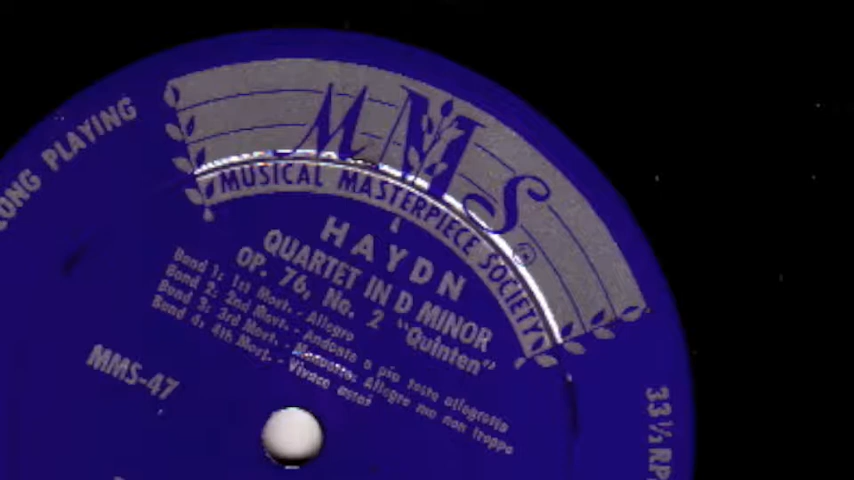 LONG PLAYING
MMS®
MUSICAL MASTERPIECE SOCIETY
HAYDN
QUARTET IN D MINOR
OP. 76, No. 2 "Quinten"
Band 1: 1st Movt. - Allegro
Band 2: 2nd Movt. - Andante o più tosto allegretto
Band 3: 3rd Movt. - Menuetto. Allegro ma non troppo
Band 4: 4th Movt. - Vivace assai
MMS-47
33⅓ RPM